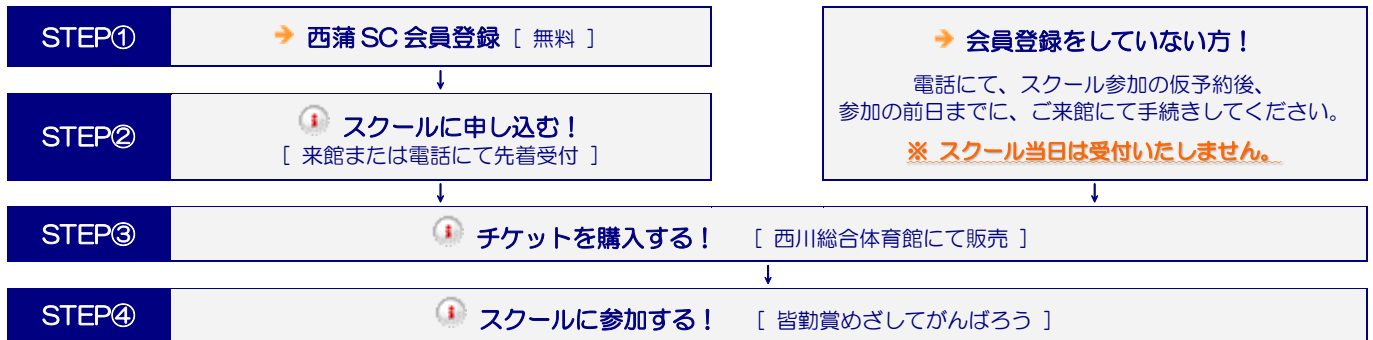 STEP①
西蒲 SC 会員登録 [ 無料 ]
STEP②
スクールに申し込む！
[ 来館または電話にて先着受付 ]
会員登録をしていない方！
電話にて、スクール参加の仮予約後、
参加の前日までに、ご来館にて手続きしてください。
※ スクール当日は受付いたしません。
STEP③
チケットを購入する！ [ 西川総合体育館にて販売 ]
STEP④
スクールに参加する！ [ 皆勤賞めざしてがんばろう ]